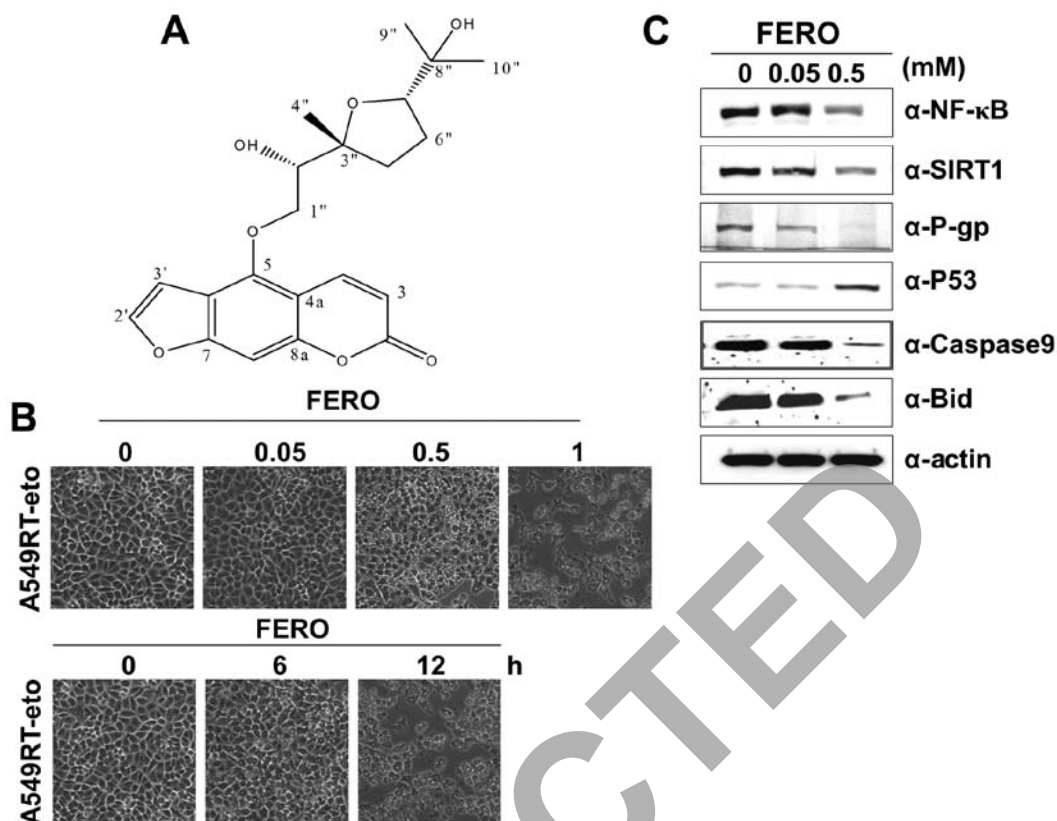 A
9"
OH
8"
10"
4"
O
6"
OH
3"
1"
O
3'
5
4a
3
2'
O
7
8a
O
O
B
FERO
0 0.05 0.5 1
A549RT-eto
FERO
0 6 12 h
A549RT-eto
C
FERO
0 0.05 0.5 (mM)
α-NF-κB
α-SIRT1
α-P-gp
α-P53
α-Caspase9
α-Bid
α-actin
CTED